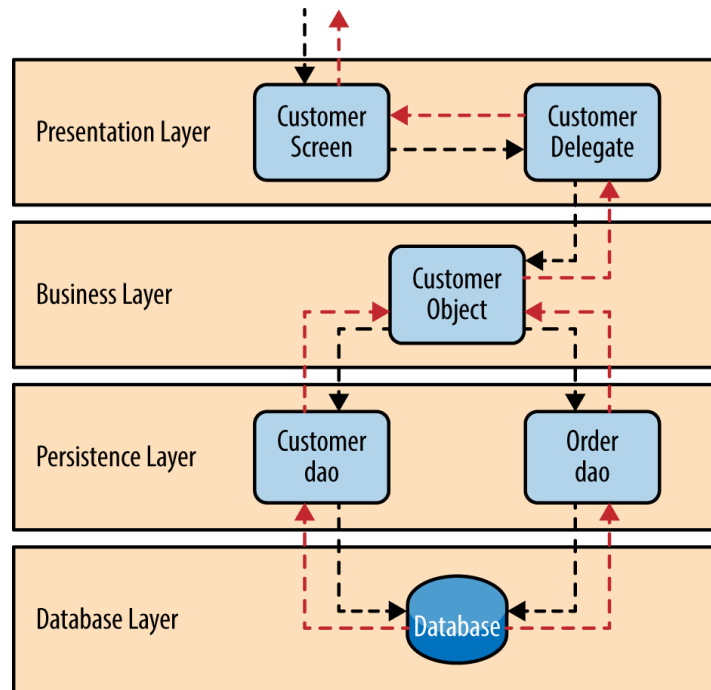 Presentation Layer
Customer
Screen
Customer
Delegate
Business Layer
Customer
Object
Persistence Layer
Customer
dao
Order
dao
Database Layer
Database